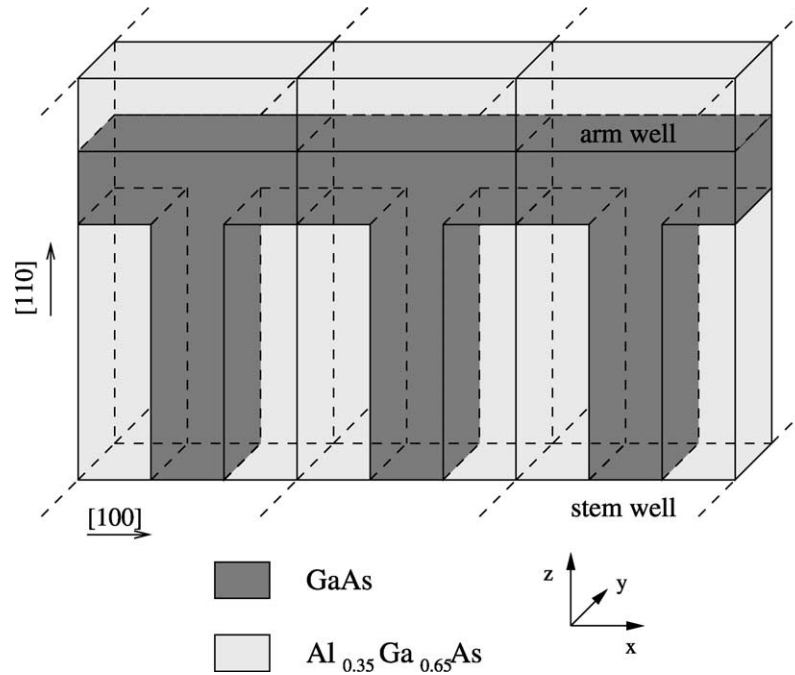 arm well
[110]
stem well
[100]
GaAs
z
y
x
Al 0.35 Ga 0.65 As